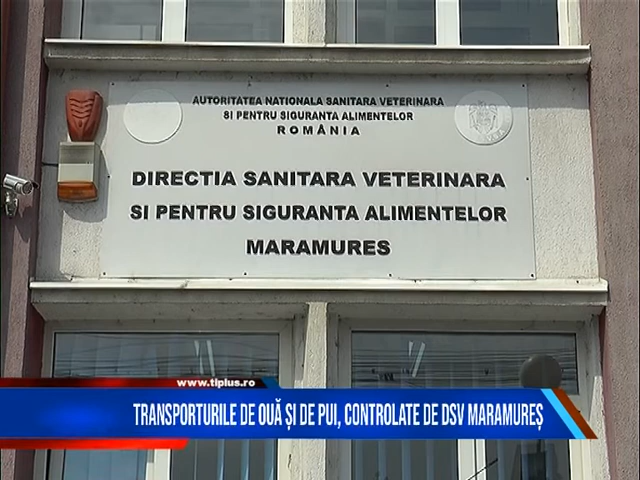 AUTORITATEA NATIONALA SANITARA VETERINARA
SI PENTRU SIGURANTA ALIMENTELOR
ROMÂNIA
DIRECTIA SANITARA VETERINARA
SI PENTRU SIGURANTA ALIMENTELOR
MARAMURES
www.tiplus.ro
TRANSPORTURILE DE OUĂ ȘI DE PUI, CONTROLATE DE DSV MARAMUREȘ